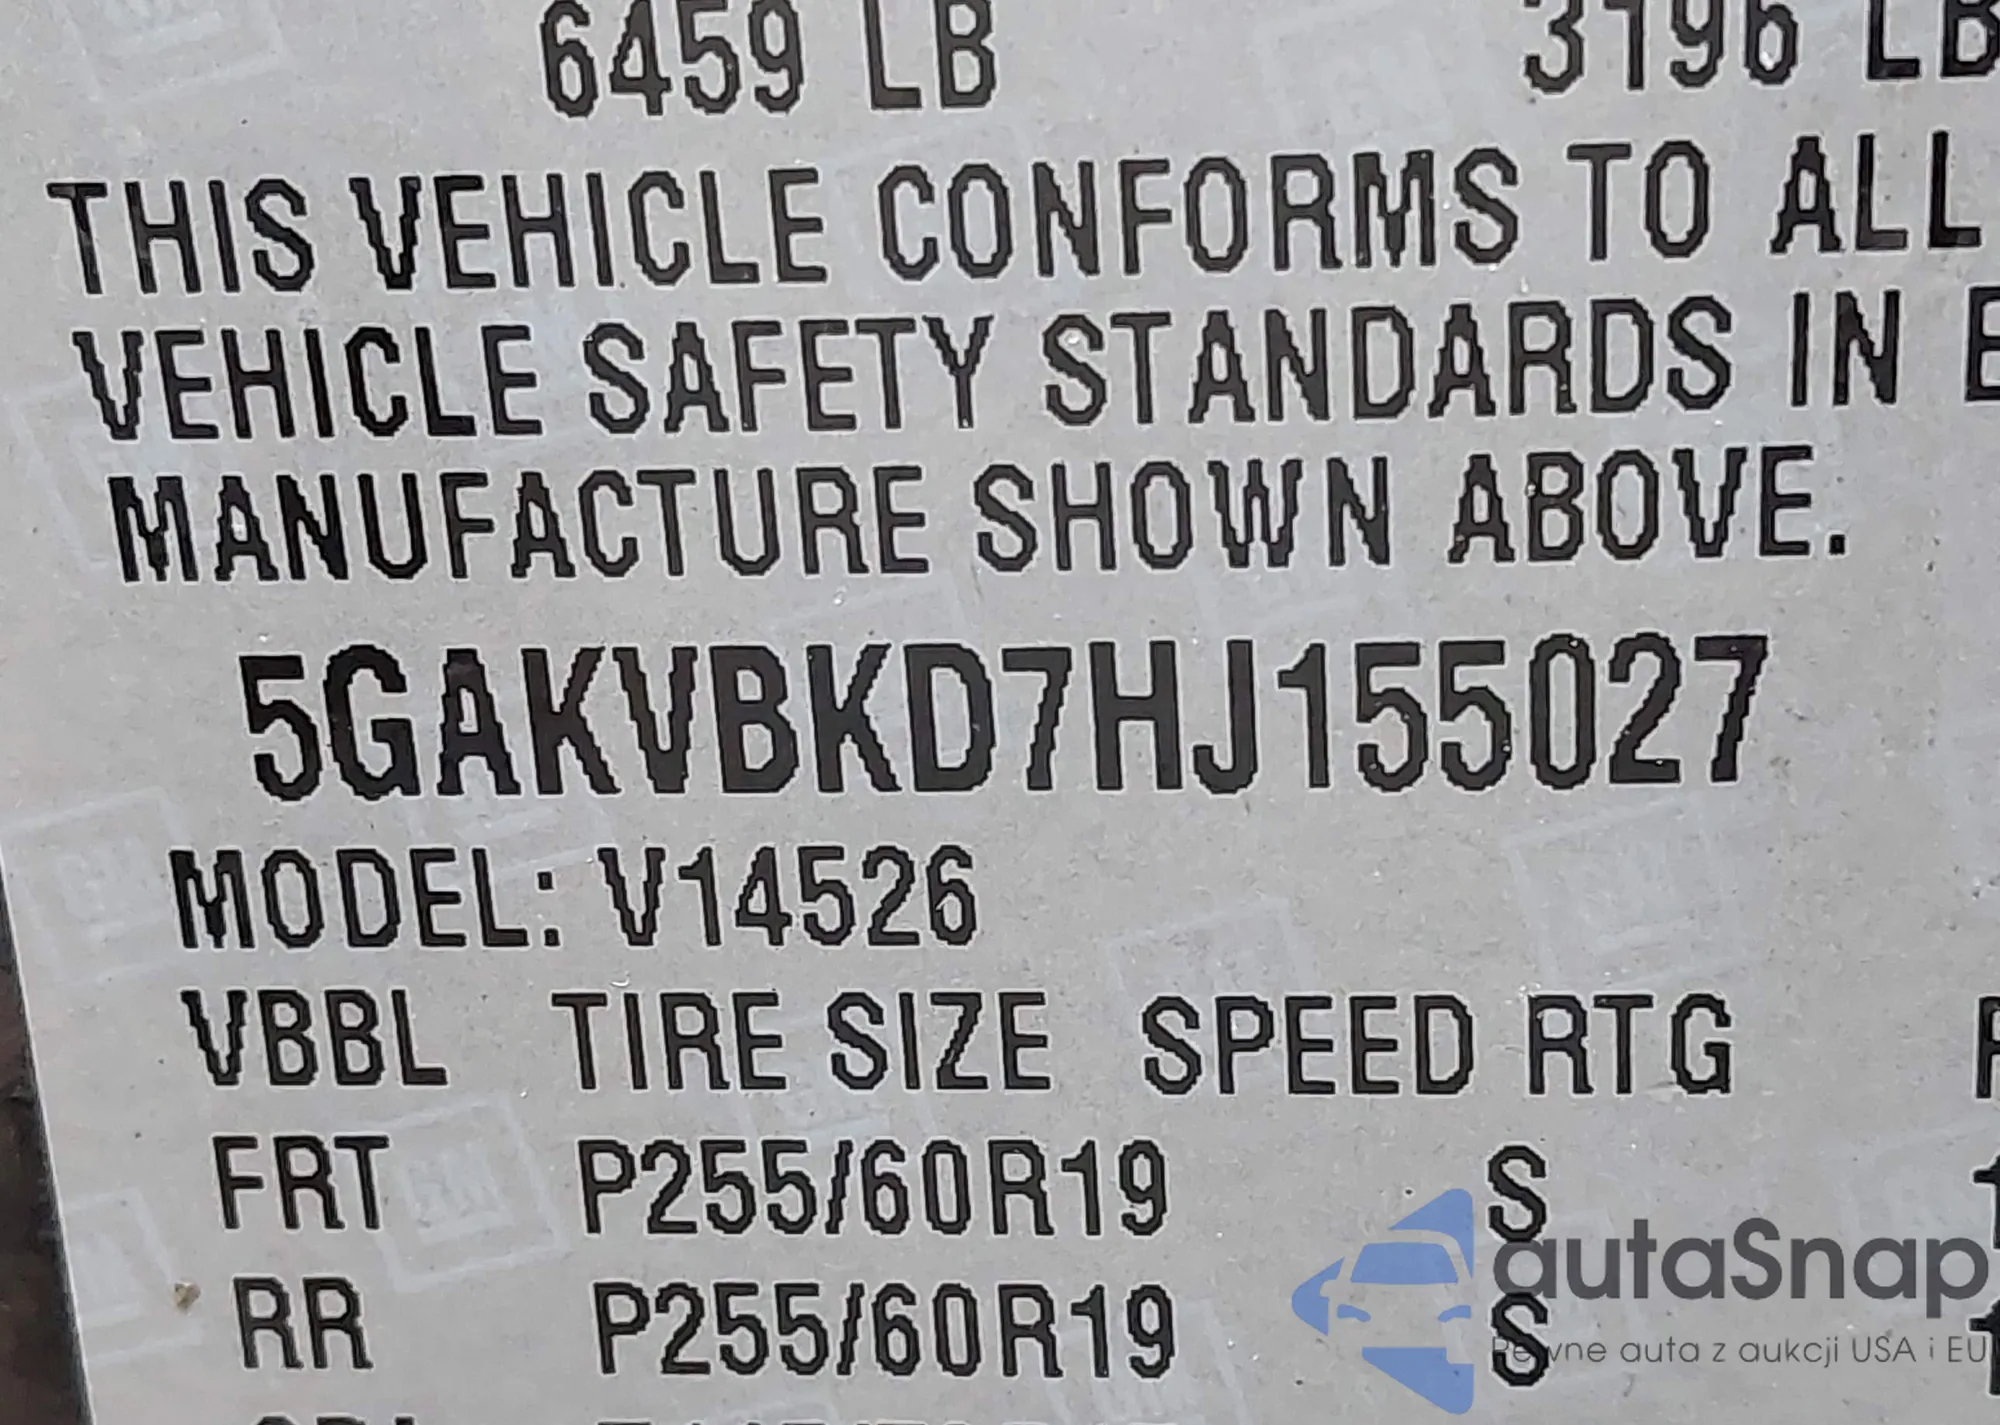 6459 LB 3196 LB
THIS VEHICLE CONFORMS TO ALL
VEHICLE SAFETY STANDARDS IN
MANUFACTURE SHOWN ABOVE.
5GAKVBKD7HJ155027
MODEL: V14526
VBBL TIRE SIZE SPEED RTG
FRT P255/60R19 S
RR P255/60R19 S
autaSnap
Pewne auta z aukcji USA i EU